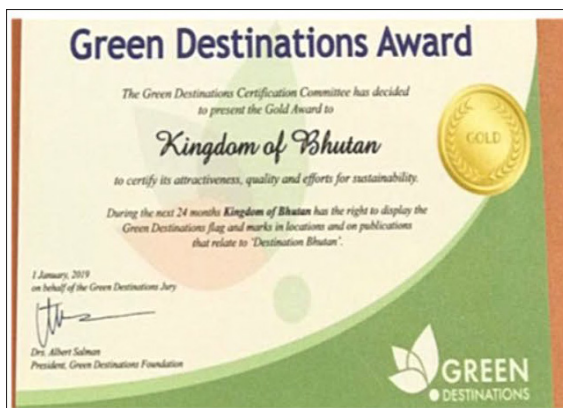 Green Destinations Award
The Green Destinations Certification Committee has decided
to present the Gold Award to
Kingdom of Bhutan
GOLD
to certify its attractiveness, quality and efforts for sustainability.
During the next 24 months Kingdom of Bhutan has the right to display the
Green Destinations flag and marks in locations and on publications
that relate to 'Destination Bhutan'.
1 January, 2019
on behalf of the Green Destinations Jury
Drs. Albert Salman
President, Green Destinations Foundation
GREEN
DESTINATIONS